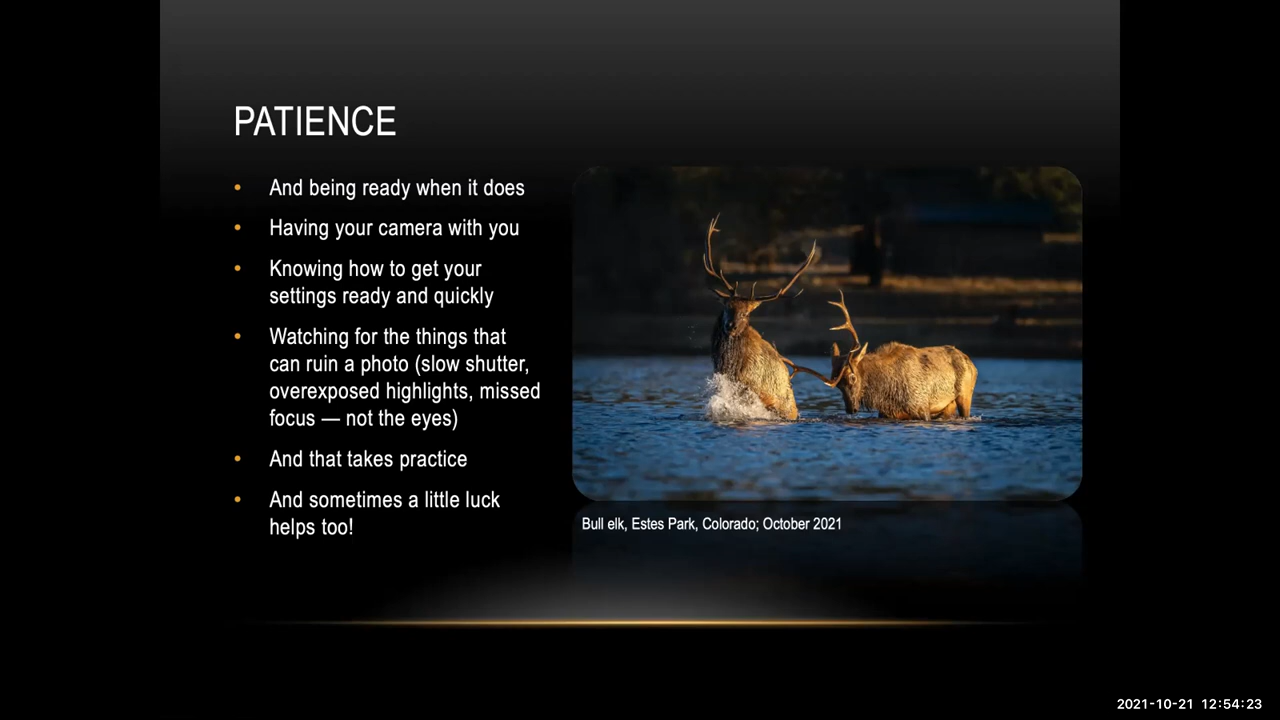 PATIENCE
• And being ready when it does
• Having your camera with you
• Knowing how to get your
settings ready and quickly
• Watching for the things that
can ruin a photo (slow shutter,
overexposed highlights, missed
focus — not the eyes)
• And that takes practice
• And sometimes a little luck
helps too!
Bull elk, Estes Park, Colorado; October 2021
2021-10-21 12:54:23